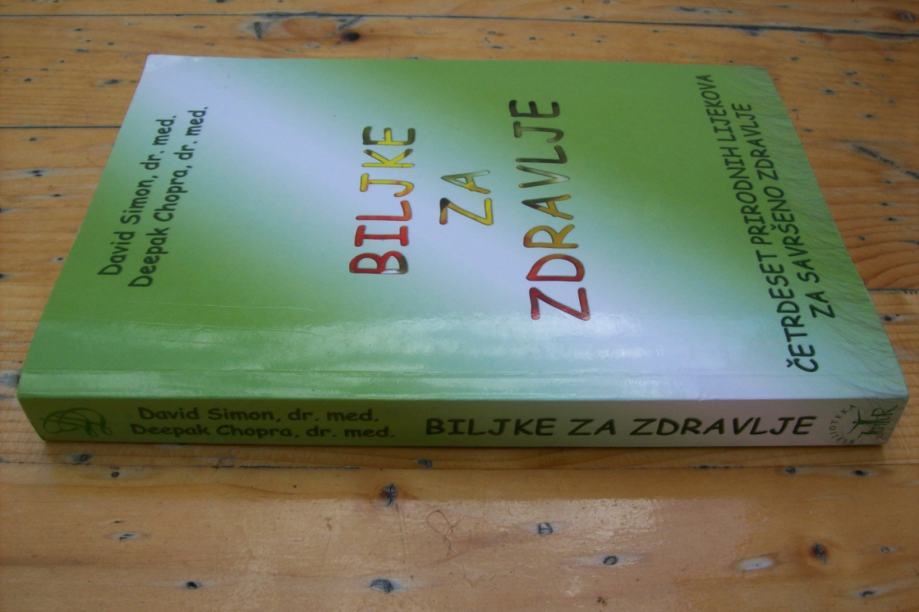 David Simon, dr. med.
Deepak Chopra, dr. med.
BILJKE
ZA
ZDRAVLJE
ČETRDESET PRIRODNIH LIJEKOVA
ZA SAVRŠENO ZDRAVLJE
David Simon, dr. med.
Deepak Chopra, dr. med.
BILJKE ZA ZDRAVLJE
BIBLIOTEKA